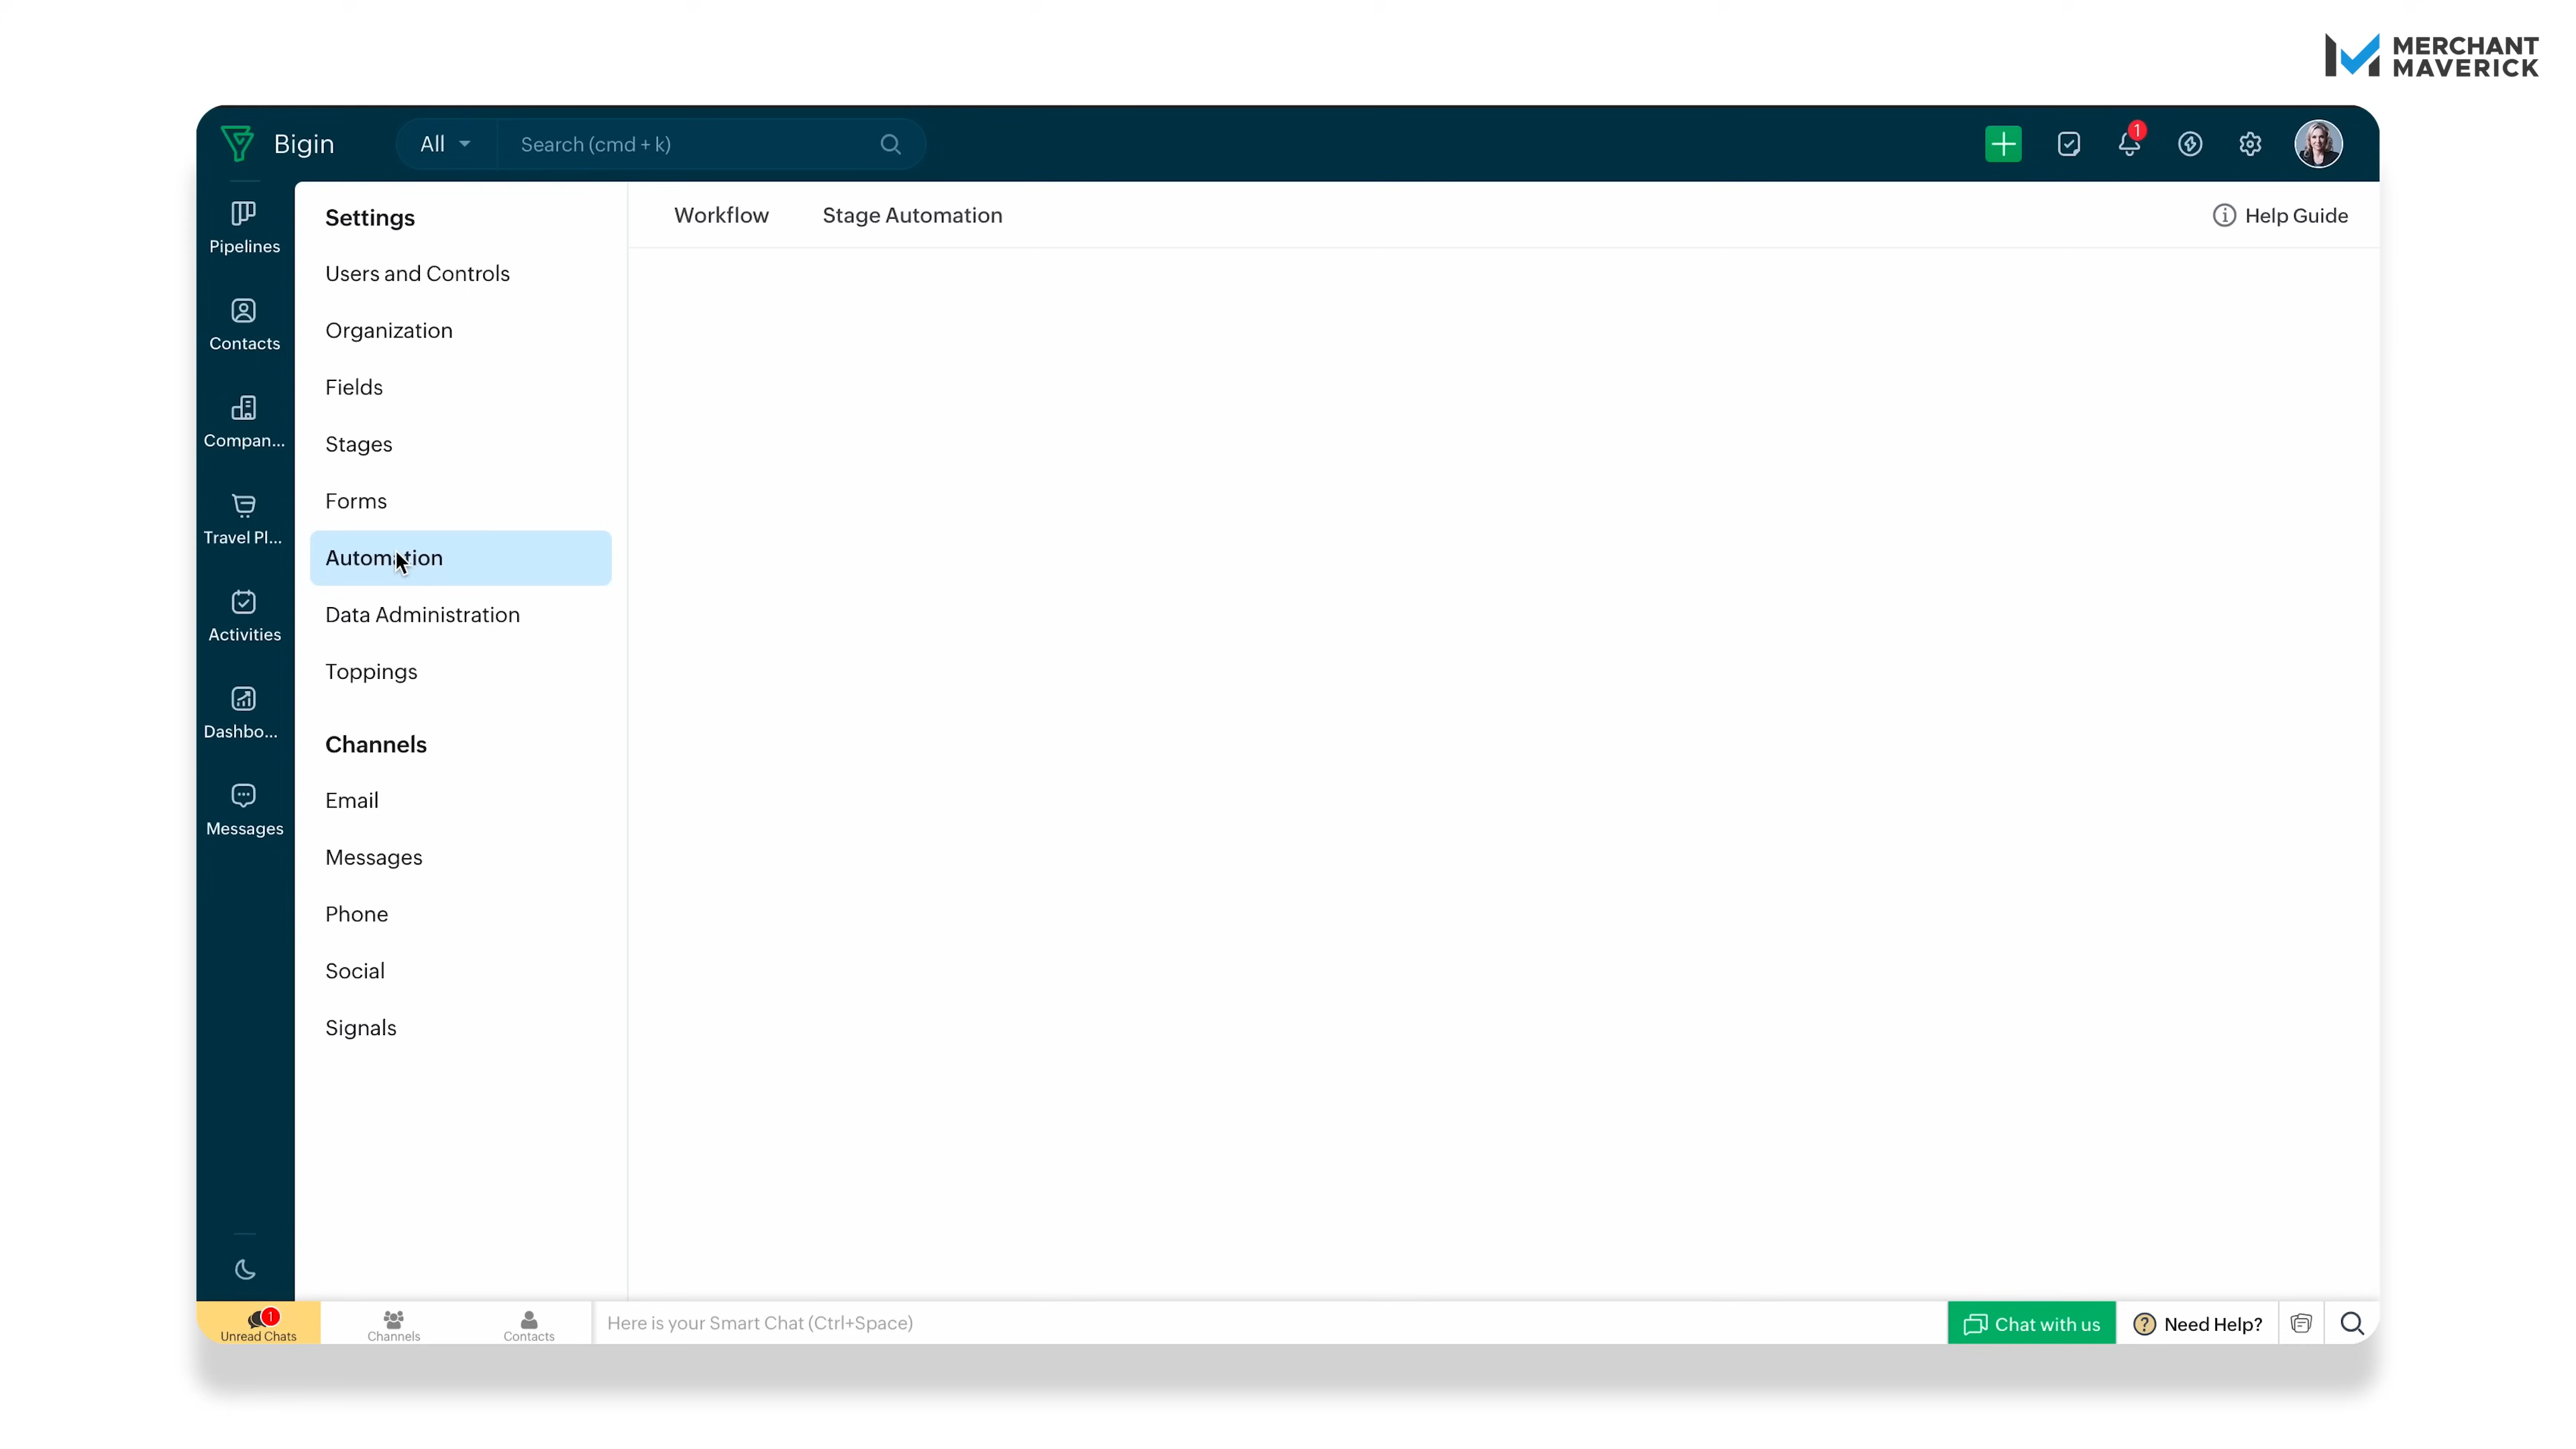 MERCHANT
MAVERICK
Bigin
All
Search (cmd + k)
1
Pipelines
Contacts
Compan...
Travel Pl...
Activities
Dashbo...
Messages
Settings
Users and Controls
Organization
Fields
Stages
Forms
Automation
Data Administration
Toppings
Channels
Email
Messages
Phone
Social
Signals
Workflow
Stage Automation
Help Guide
1
Unread Chats
Channels
Contacts
Here is your Smart Chat (Ctrl+Space)
Chat with us
Need Help?